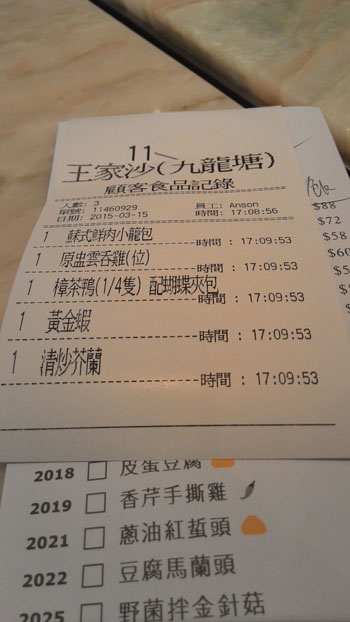 11
王家沙(九龍塘)
顧客食品記錄
人數: 3
單號: 11460929 員工: Anson
日期: 2015-03-15 時間: 17:08:56
1 蘇式鮮肉小籠包
時間 : 17:09:53
1 原盅雲吞雞(位)
時間 : 17:09:53
1 樟茶鴨(1/4隻) 配蝴蝶夾包
時間 : 17:09:53
1 黃金蝦
時間 : 17:09:53
1 清炒芥蘭
時間 : 17:09:53
$88
$72
$58
2018 皮蛋豆腐
2019 香芹手撕雞
2021 蔥油紅蜇頭
2022 豆腐馬蘭頭
2025 野菌拌金針菇